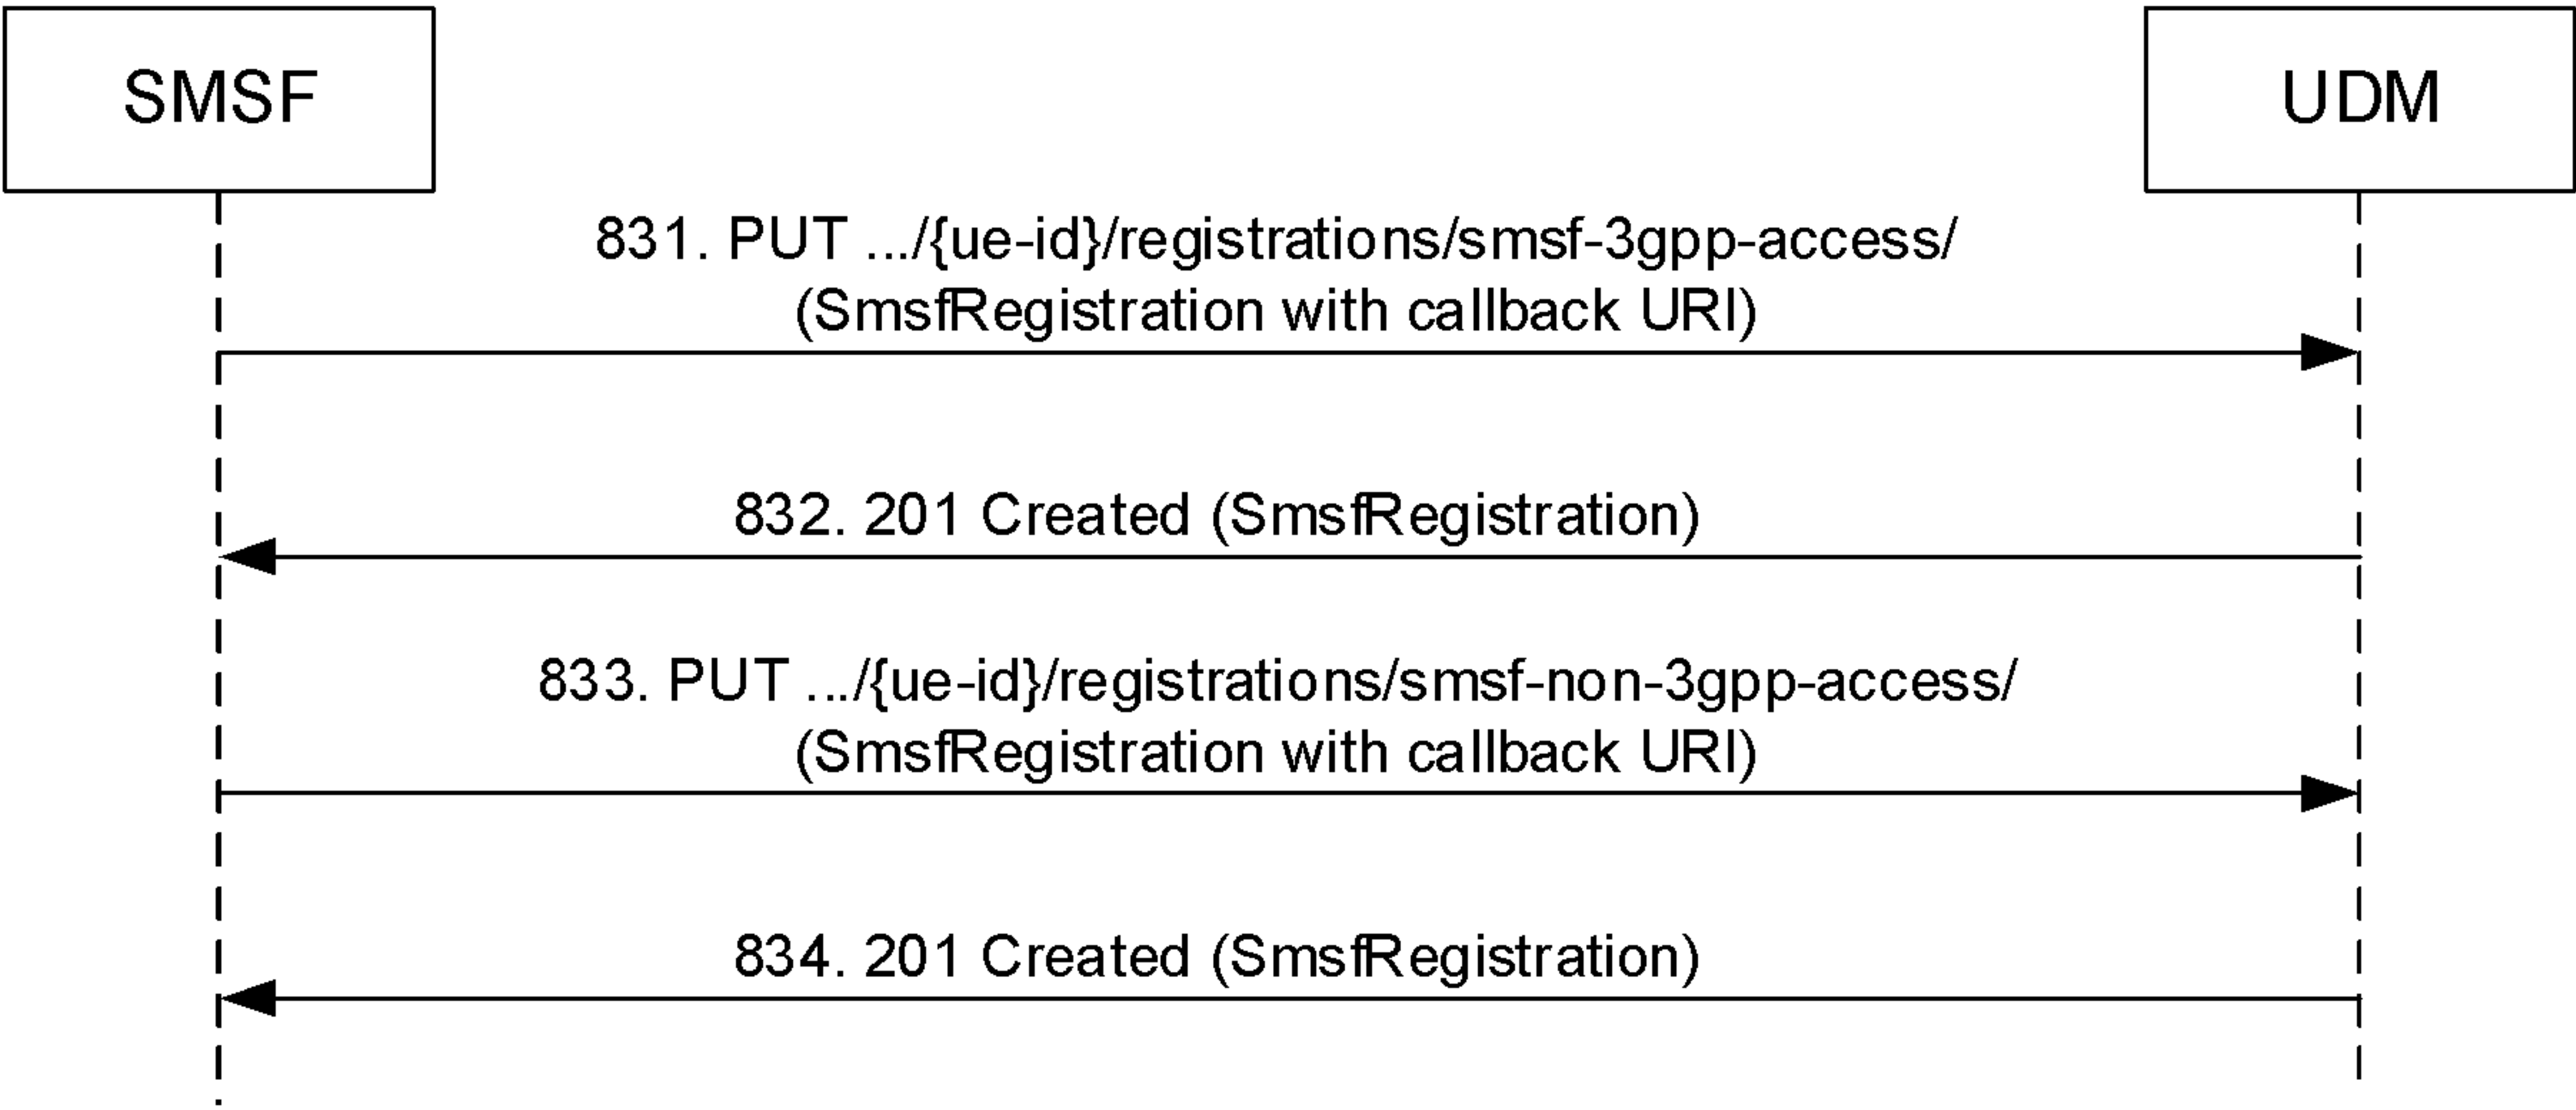 SMSF
UDM
831. PUT .../{ue-id}/registrations/smsf-3gpp-access/
(SmsfRegistration with callback URI)
832. 201 Created (SmsfRegistration)
833. PUT .../{ue-id}/registrations/smsf-non-3gpp-access/
(SmsfRegistration with callback URI)
834. 201 Created (SmsfRegistration)